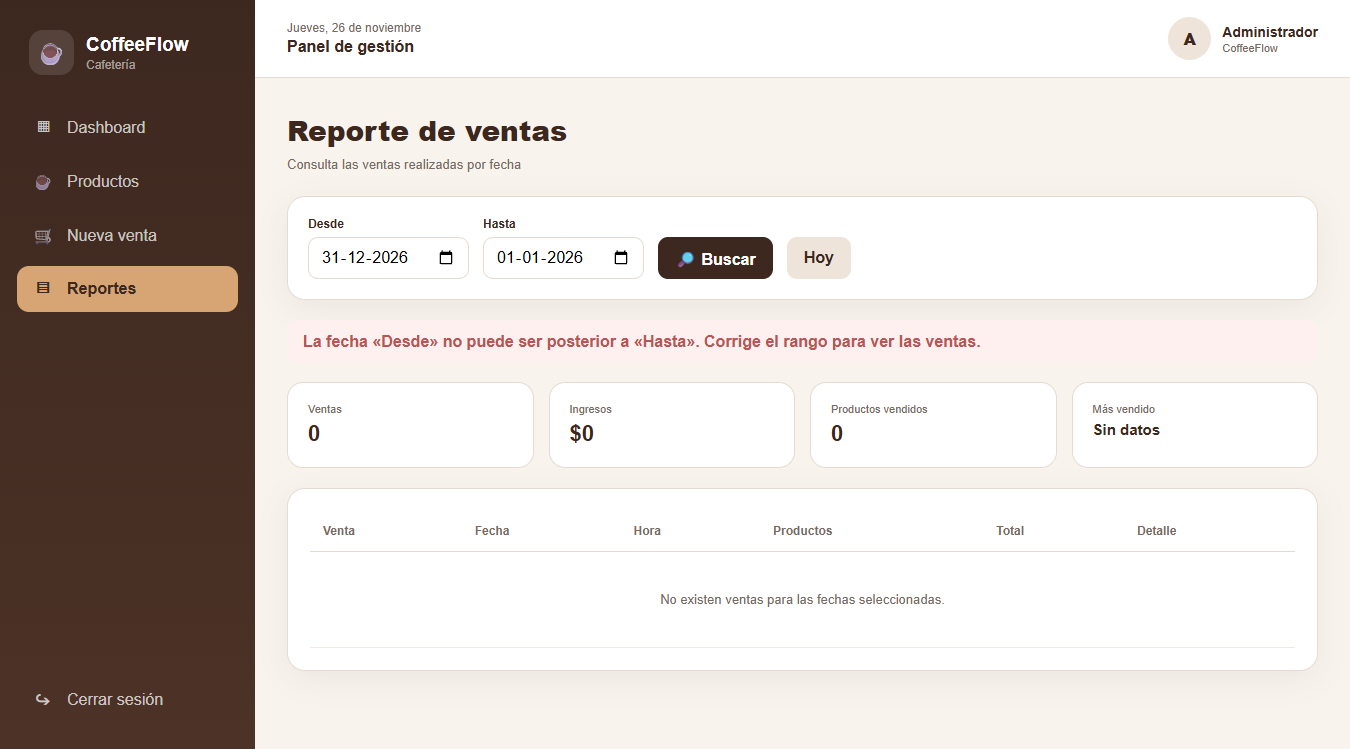 CoffeeFlow
Cafetería
Dashboard
Productos
Nueva venta
Reportes
Cerrar sesión
Jueves, 26 de noviembre
Panel de gestión
A
Administrador
CoffeeFlow
Reporte de ventas
Consulta las ventas realizadas por fecha
Desde
Hasta
31-12-2026
01-01-2026
Buscar
Hoy
La fecha «Desde» no puede ser posterior a «Hasta». Corrige el rango para ver las ventas.
Ventas
0
Ingresos
$0
Productos vendidos
0
Más vendido
Sin datos
Venta Fecha Hora Productos Total Detalle
No existen ventas para las fechas seleccionadas.